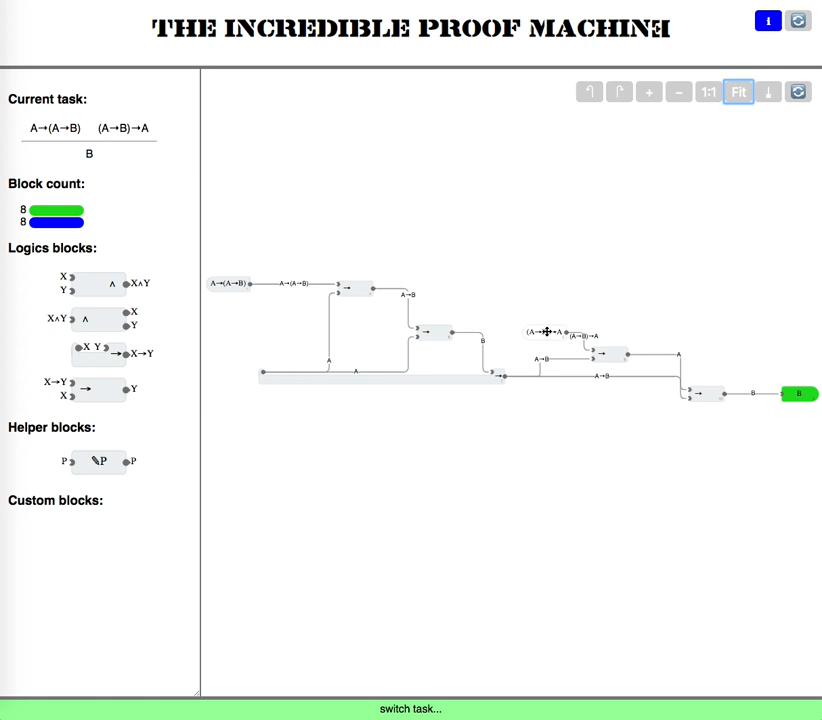 THE INCREDIBLE PROOF MACHINE
i
+ − 1:1 Fit
Current task:
A→(A→B) (A→B)→A
B
Block count:
8
8
Logics blocks:
X
Y
∧ X∧Y
X∧Y ∧
X
Y
X Y → X→Y
X→Y
X
→ Y
Helper blocks:
P ✎P P
Custom blocks:
A→(A→B) A→(A→B) →
A→B
(A→ →A
(A→B)→A
→
B
→
A→B
A
A
A
→
A→B
→
B
B
switch task...